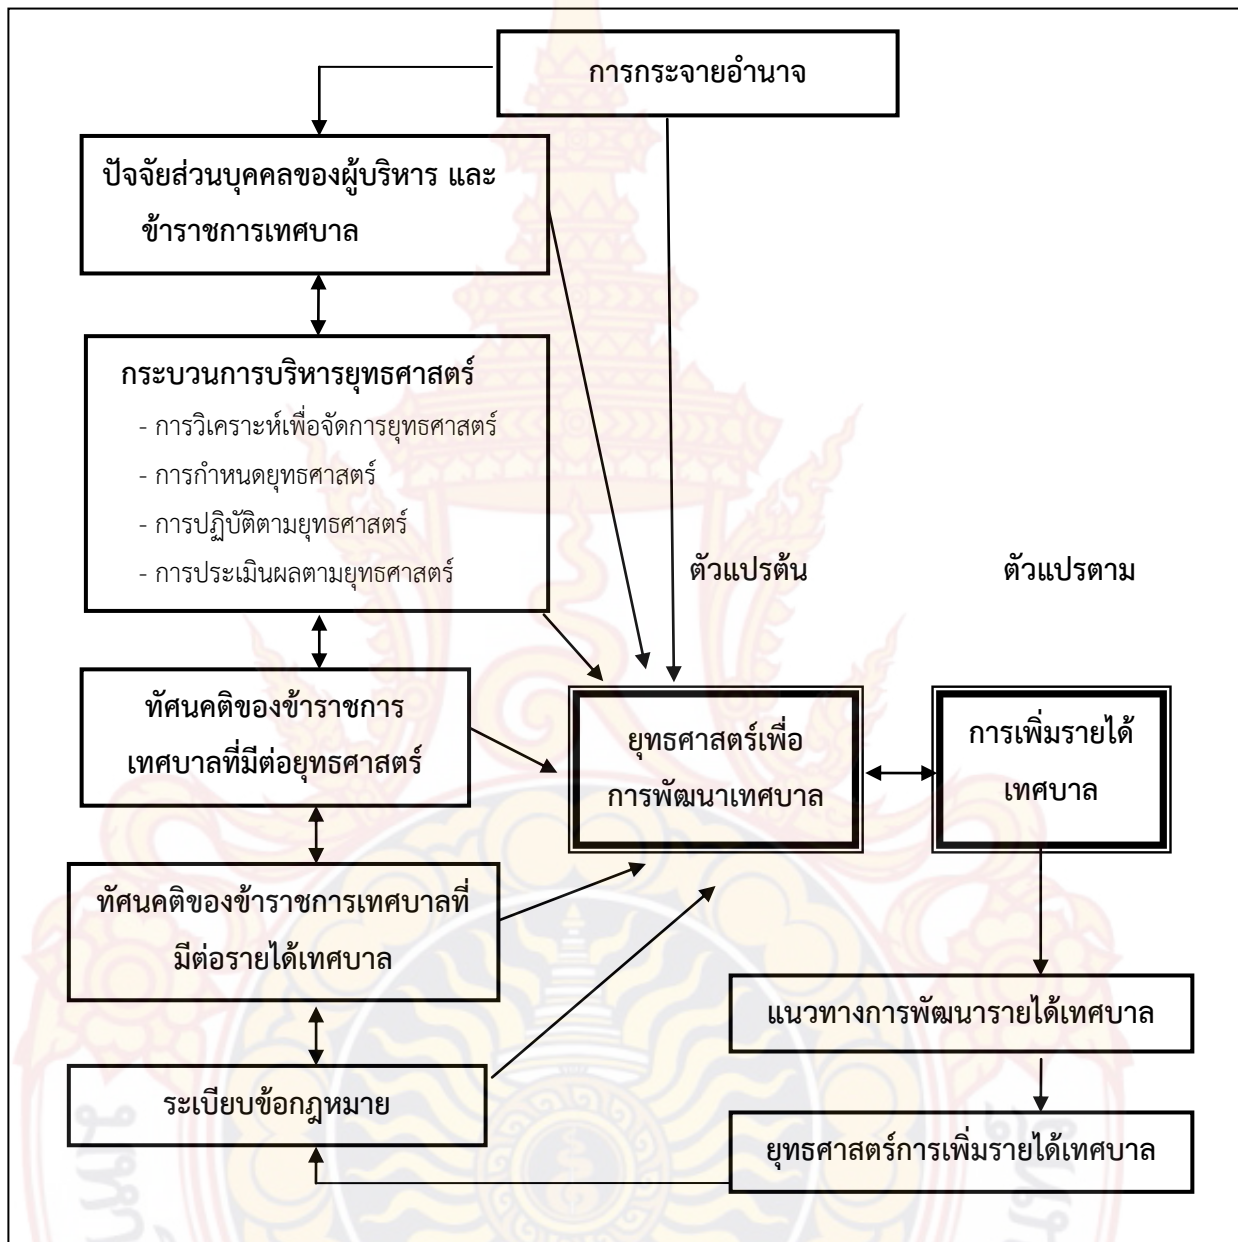 การกระจายอำนาจ
ปัจจัยส่วนบุคคลของผู้บริหาร และ
ข้าราชการเทศบาล
กระบวนการบริหารยุทธศาสตร์
- การวิเคราะห์เพื่อจัดการยุทธศาสตร์
- การกำหนดยุทธศาสตร์
- การปฏิบัติตามยุทธศาสตร์
- การประเมินผลตามยุทธศาสตร์
ตัวแปรต้น
ตัวแปรตาม
ทัศนคติของข้าราชการ
เทศบาลที่มีต่อยุทธศาสตร์
ยุทธศาสตร์เพื่อ
การพัฒนาเทศบาล
การเพิ่มรายได้
เทศบาล
ทัศนคติของข้าราชการเทศบาลที่
มีต่อรายได้เทศบาล
แนวทางการพัฒนารายได้เทศบาล
ระเบียบข้อกฎหมาย
ยุทธศาสตร์การเพิ่มรายได้เทศบาล